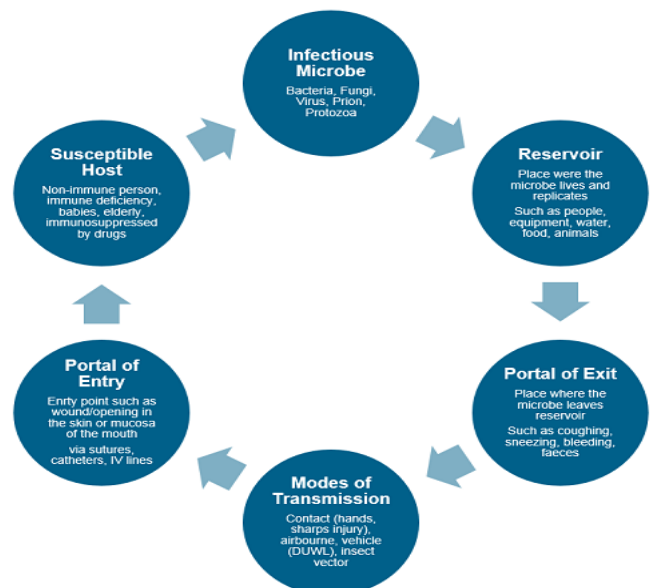 Infectious
Microbe
Bacteria, Fungi,
Virus, Prion,
Protozoa
Reservoir
Place were the
microbe lives and
replicates
Such as people,
equipment, water,
food, animals
Portal of Exit
Place where the
microbe leaves
reservoir
Such as coughing,
sneezing, bleeding,
faeces
Modes of
Transmission
Contact (hands,
sharps injury),
airbourne, vehicle
(DUWL), insect
vector
Portal of
Entry
Enrty point such as
wound/opening in
the skin or mucosa
of the mouth
via sutures,
catheters, IV lines
Susceptible
Host
Non-immune person,
immune deficiency,
babies, elderly,
immunosuppressed
by drugs